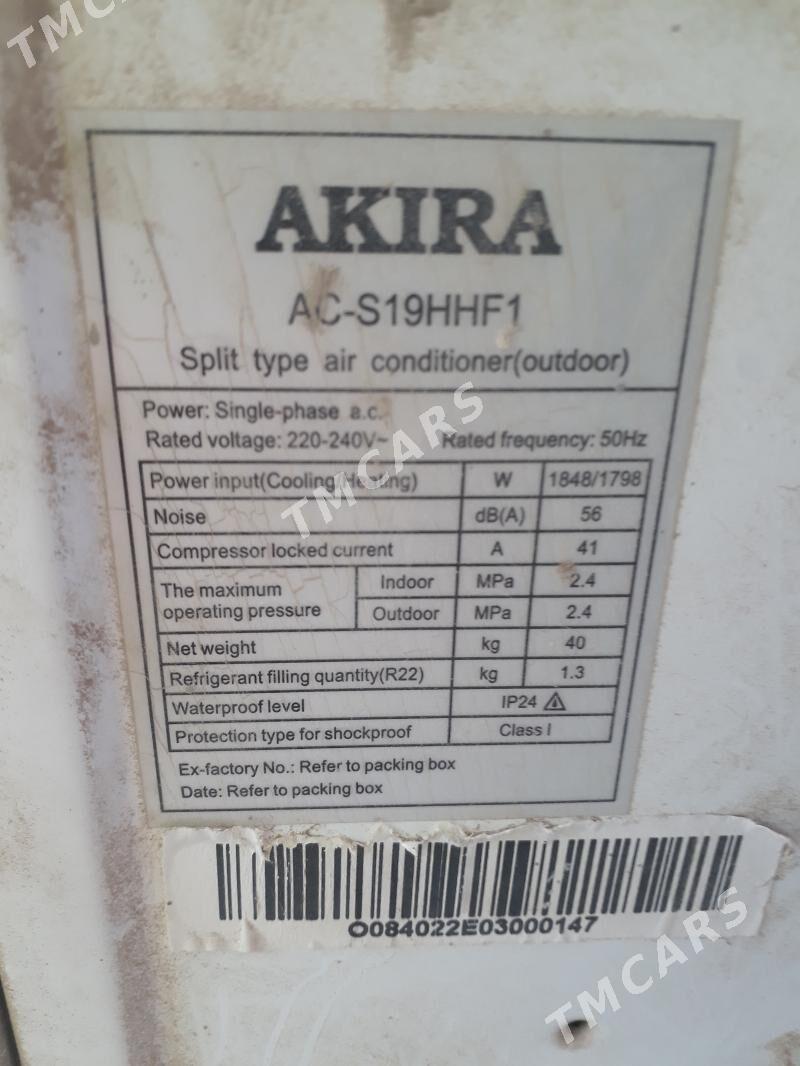 TMCARS
AKIRA
AC-S19HHF1
Split type air conditioner(outdoor)
Power: Single-phase a.c.
Rated voltage: 220-240V~ Rated frequency: 50Hz
Power input(Cooling/Heating) W 1848/1798
Noise dB(A) 56
Compressor locked current A 41
The maximum operating pressure Indoor MPa 2.4
Outdoor MPa 2.4
Net weight kg 40
Refrigerant filling quantity(R22) kg 1.3
Waterproof level IP24
Protection type for shockproof Class I
Ex-factory No.: Refer to packing box
Date: Refer to packing box
O084022E03000147
TMCARS
TMCARS